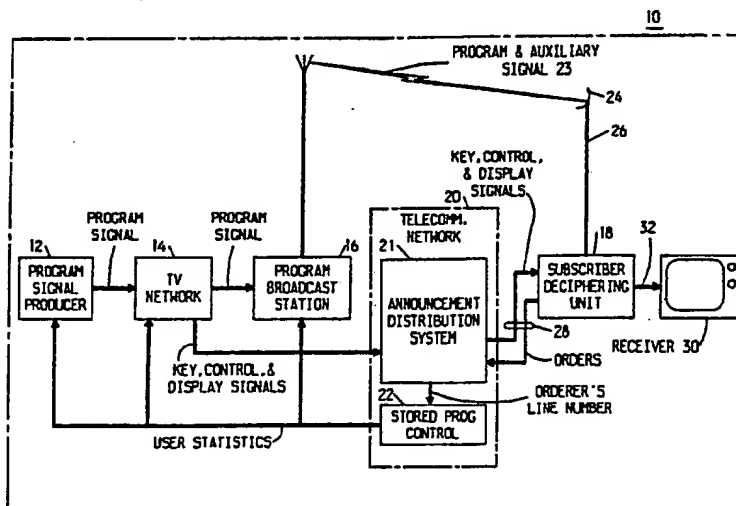 10
PROGRAM & AUXILIARY
SIGNAL 23
24
26
KEY, CONTROL,
& DISPLAY
SIGNALS
20
TELECOMM.
NETWORK
PROGRAM
SIGNAL
PROGRAM
SIGNAL
12
PROGRAM
SIGNAL
PRODUCER
14
TV
NETWORK
16
PROGRAM
BROADCAST
STATION
21
ANNOUNCEMENT
DISTRIBUTION
SYSTEM
18
SUBSCRIBER
DECIPHERING
UNIT
32
RECEIVER 30
28
ORDERS
KEY, CONTROL, &
DISPLAY SIGNALS
ORDERER'S
LINE NUMBER
22
STORED PROG
CONTROL
USER STATISTICS